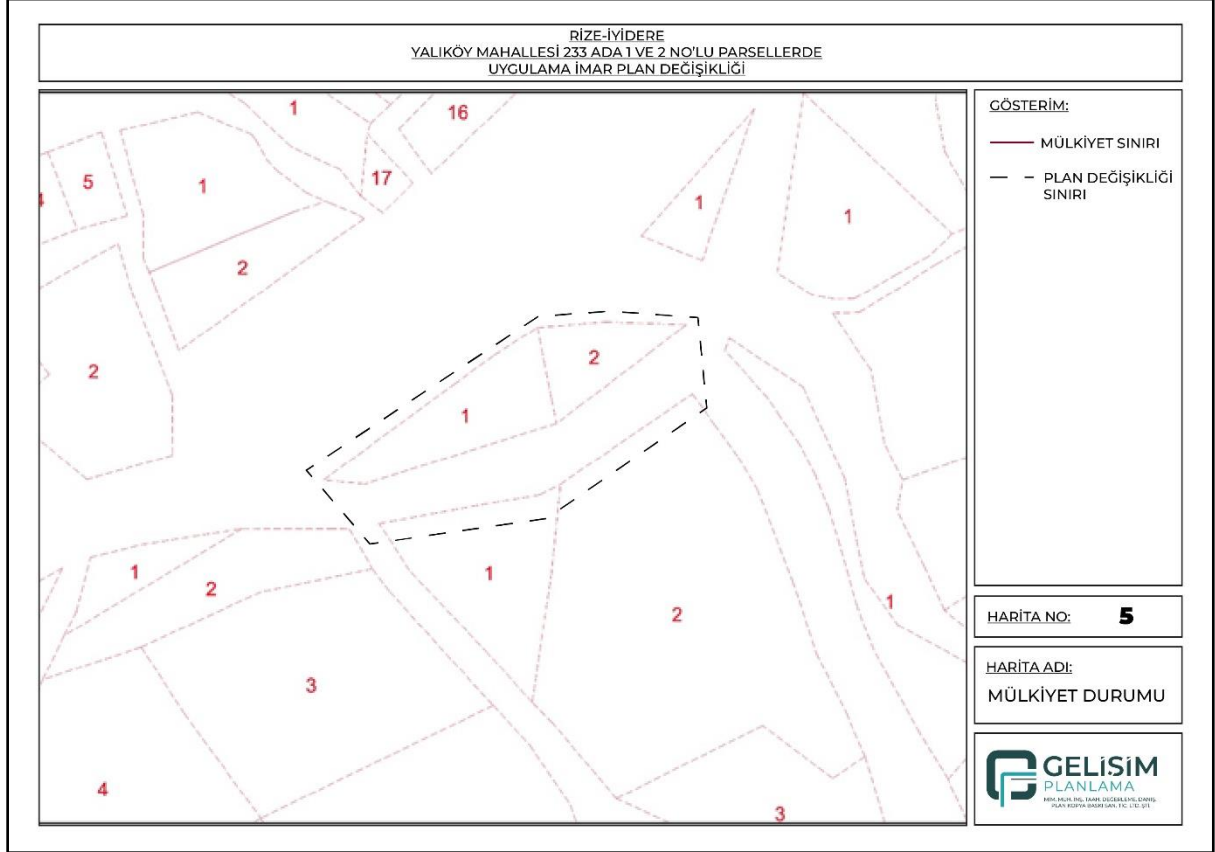 RİZE-İYİDERE
YALIKÖY MAHALLESİ 233 ADA 1 VE 2 NO'LU PARSELLERDE
UYGULAMA İMAR PLAN DEĞİŞİKLİĞİ
GÖSTERİM:
MÜLKİYET SINIRI
PLAN DEĞİŞİKLİĞİ
SINIRI
1
16
5
1
17
4
1
1
2
2
2
1
1
2
1
2
1
3
4
3
HARİTA NO: 5
HARİTA ADI:
MÜLKİYET DURUMU
GELİSİM
PLANLAMA